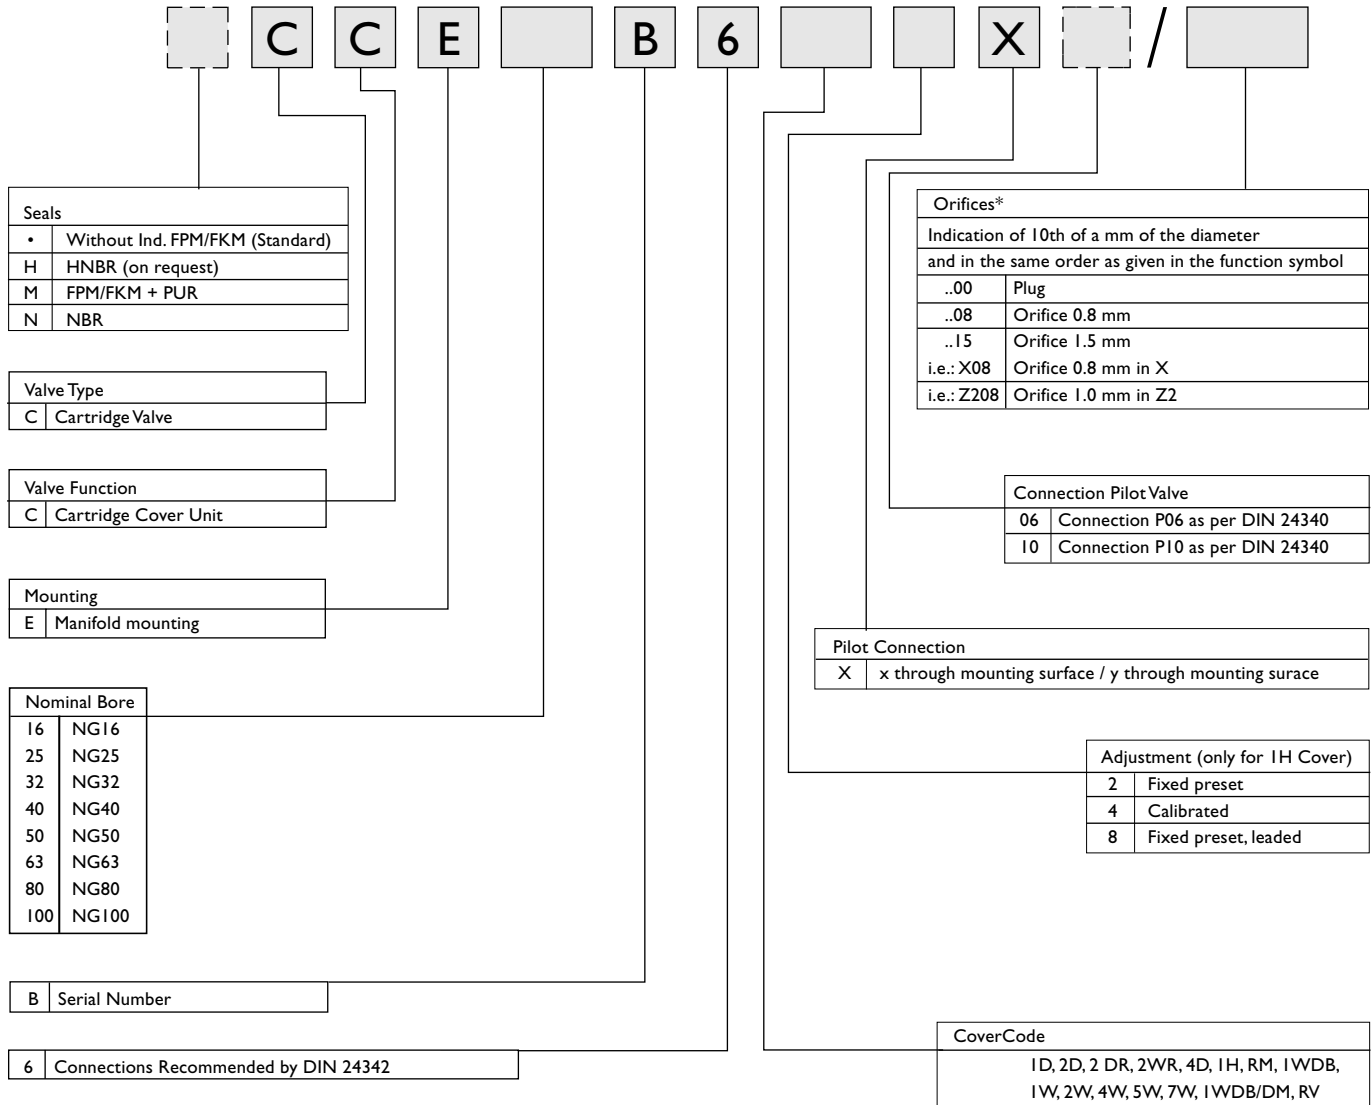 C C E B 6 X /
Seals
• Without Ind. FPM/FKM (Standard)
H HNBR (on request)
M FPM/FKM + PUR
N NBR
Valve Type
C Cartridge Valve
Valve Function
C Cartridge Cover Unit
Mounting
E Manifold mounting
Nominal Bore
16 NG16
25 NG25
32 NG32
40 NG40
50 NG50
63 NG63
80 NG80
100 NG100
B Serial Number
6 Connections Recommended by DIN 24342
Orifices*
Indication of 10th of a mm of the diameter
and in the same order as given in the function symbol
..00 Plug
..08 Orifice 0.8 mm
..15 Orifice 1.5 mm
i.e.: X08 Orifice 0.8 mm in X
i.e.: Z208 Orifice 1.0 mm in Z2
Connection Pilot Valve
06 Connection P06 as per DIN 24340
10 Connection P10 as per DIN 24340
Pilot Connection
X x through mounting surface / y through mounting surace
Adjustment (only for 1H Cover)
2 Fixed preset
4 Calibrated
8 Fixed preset, leaded
CoverCode
1D, 2D, 2 DR, 2WR, 4D, 1H, RM, 1WDB,
1W, 2W, 4W, 5W, 7W, 1WDB/DM, RV